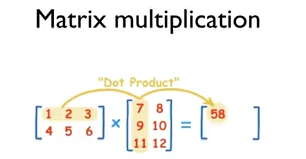 Matrix multiplication
"Dot Product"
1 2 3 7 8 58
4 5 6 × 9 10 =
11 12